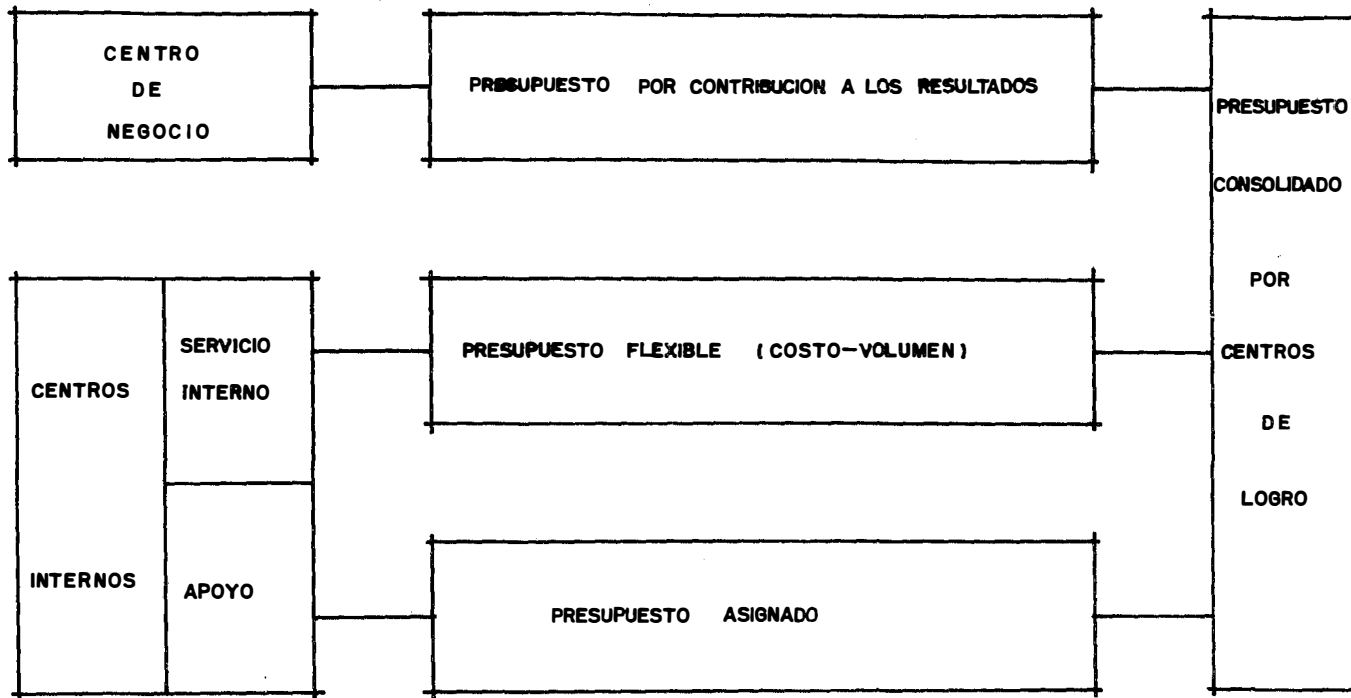 CENTRO
DE
NEGOCIO
PRESUPUESTO POR CONTRIBUCION A LOS RESULTADOS
CENTROS
INTERNOS
SERVICIO
INTERNO
APOYO
PRESUPUESTO FLEXIBLE (COSTO-VOLUMEN)
PRESUPUESTO ASIGNADO
PRESUPUESTO
CONSOLIDADO
POR
CENTROS
DE
LOGRO